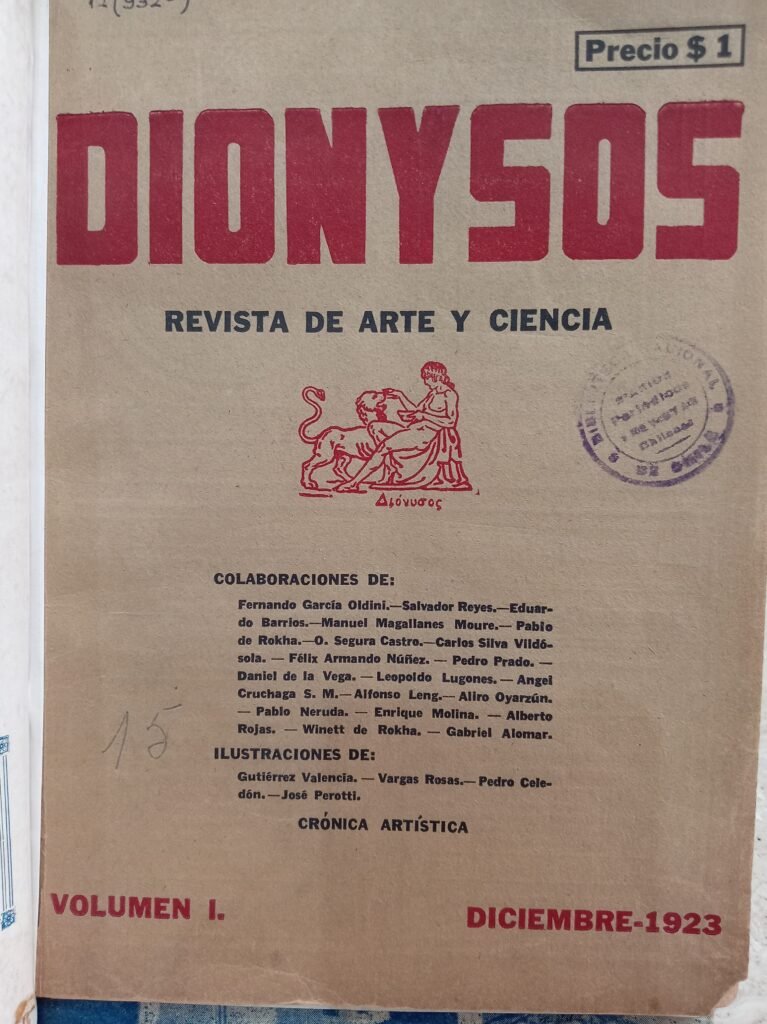 Precio $ 1
DIONYSOS
REVISTA DE ARTE Y CIENCIA
Διόνυσος
BIBLIOTECA NACIONAL
COLABORACIONES DE:
Fernando García Oldini.—Salvador Reyes.—Eduar-
do Barrios.—Manuel Magallanes Moure.— Pablo
de Rokha.—O. Segura Castro.—Carlos Silva Vildó-
sola. — Félix Armando Núñez. — Pedro Prado. —
Daniel de la Vega. — Leopoldo Lugones. — Angel
Cruchaga S. M.— Alfonso Leng.— Aliro Oyarzún.
— Pablo Neruda. — Enrique Molina. — Alberto
Rojas. — Winett de Rokha. — Gabriel Alomar.
ILUSTRACIONES DE:
Gutiérrez Valencia. — Vargas Rosas.— Pedro Cele-
dón.—José Perotti.
CRÓNICA ARTÍSTICA
15
VOLUMEN I.
DICIEMBRE-1923